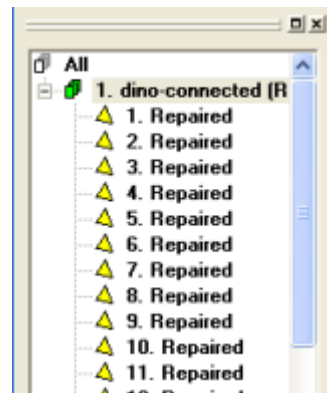 All
1. dino-connected (R
1. Repaired
2. Repaired
3. Repaired
4. Repaired
5. Repaired
6. Repaired
7. Repaired
8. Repaired
9. Repaired
10. Repaired
11. Repaired